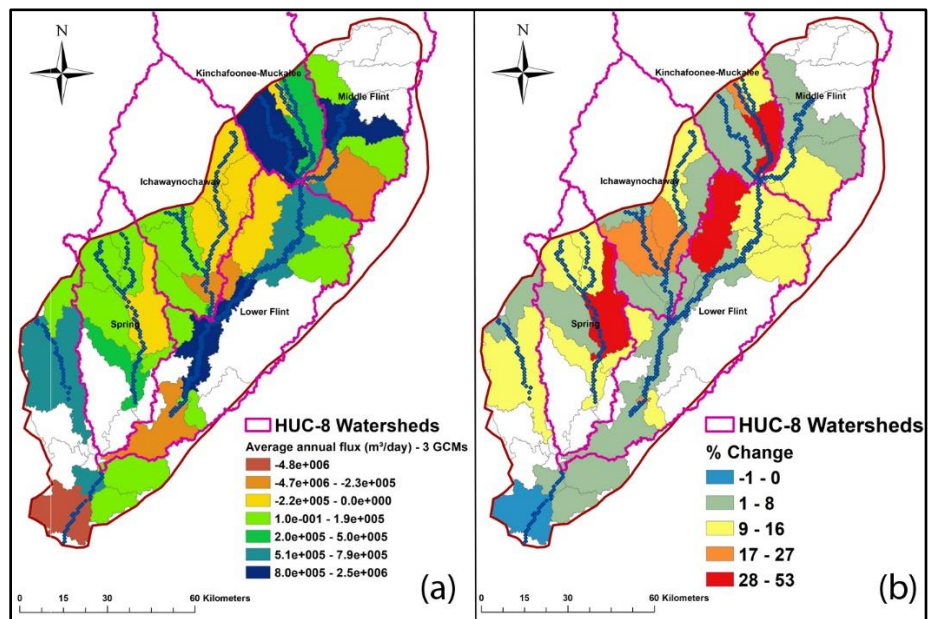 N
Kinchafoonee-Muckalee
Middle Flint
Ichawaynochaway
Lower Flint
Spring
HUC-8 Watersheds
Average annual flux (m³/day) - 3 GCMs
-4.8e+006
-4.7e+006 - -2.3e+005
-2.2e+005 - 0.0e+000
1.0e-001 - 1.9e+005
2.0e+005 - 5.0e+005
5.1e+005 - 7.9e+005
8.0e+005 - 2.5e+006
0 15 30 60 Kilometers
(a)
N
Kinchafoonee-Muckalee
Middle Flint
Ichawaynochaway
Lower Flint
Spring
HUC-8 Watersheds
% Change
-1 - 0
1 - 8
9 - 16
17 - 27
28 - 53
0 15 30 60 Kilometers
(b)